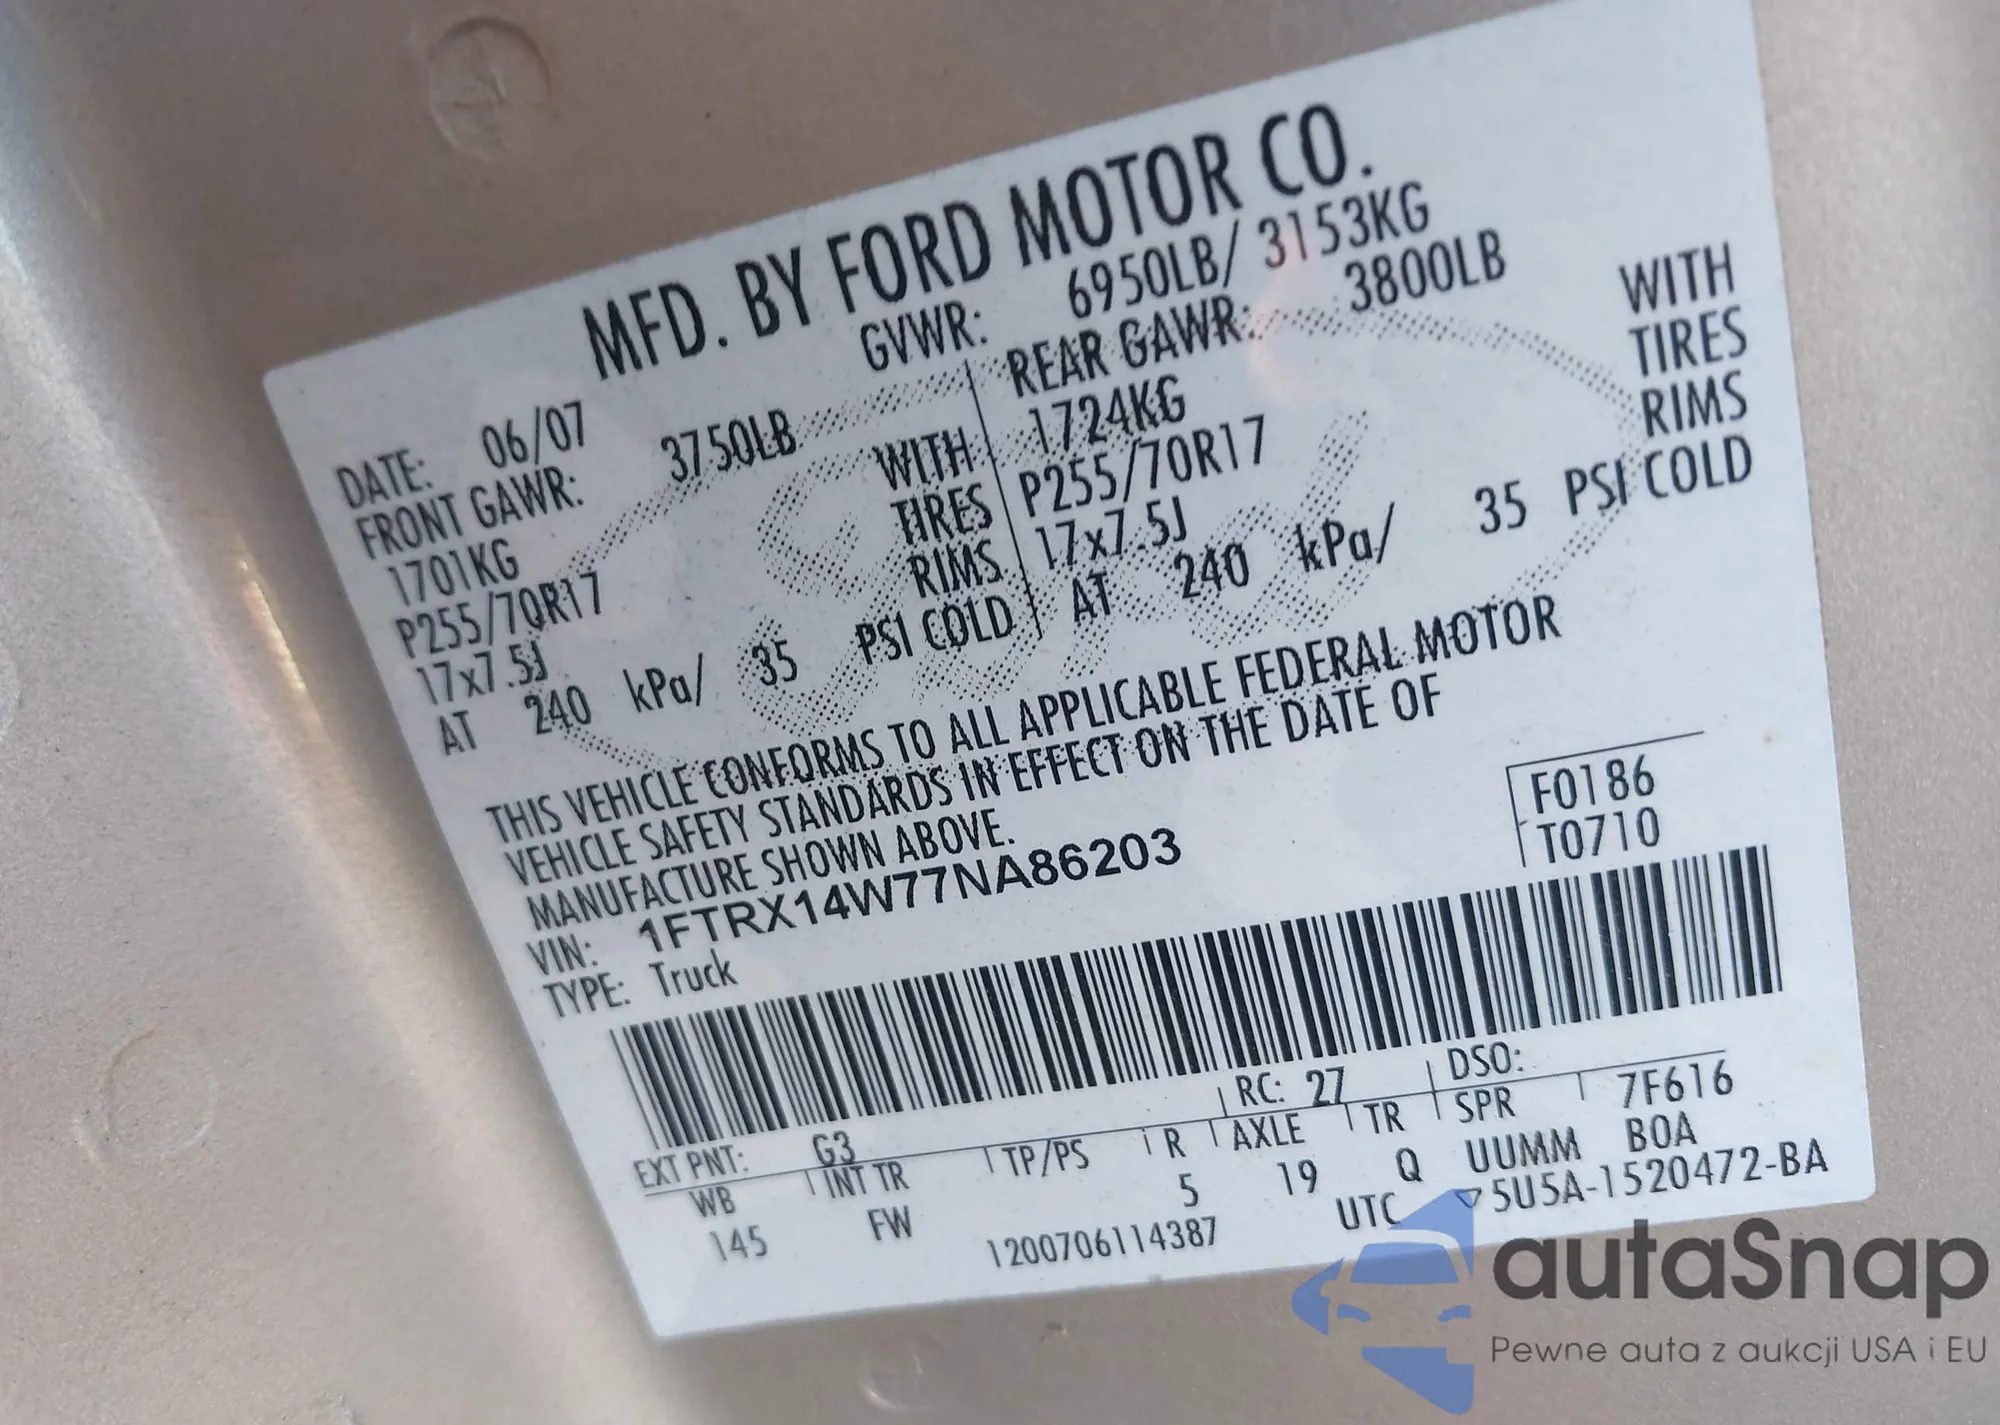 MFD. BY FORD MOTOR CO.
GVWR: 6950LB/ 3153KG
DATE: 06/07
FRONT GAWR: 3750LB
1701KG WITH
P255/70R17 TIRES
17x7.5J RIMS
AT 240 kPa/ 35 PSI COLD
REAR GAWR: 3800LB
1724KG WITH
P255/70R17 TIRES
17x7.5J RIMS
AT 240 kPa/ 35 PSI COLD
THIS VEHICLE CONFORMS TO ALL APPLICABLE FEDERAL MOTOR
VEHICLE SAFETY STANDARDS IN EFFECT ON THE DATE OF
MANUFACTURE SHOWN ABOVE.
VIN: 1FTRX14W77NA86203
TYPE: Truck
F0186
T0710
EXT PNT: G3 RC: 27 DSO:
WB INT TR TP/PS R AXLE TR SPR 7F616
145 FW 5 19 Q UUMM BOA
1200706114387 UTC ▽5U5A-1520472-BA
autaSnap
Pewne auta z aukcji USA i EU